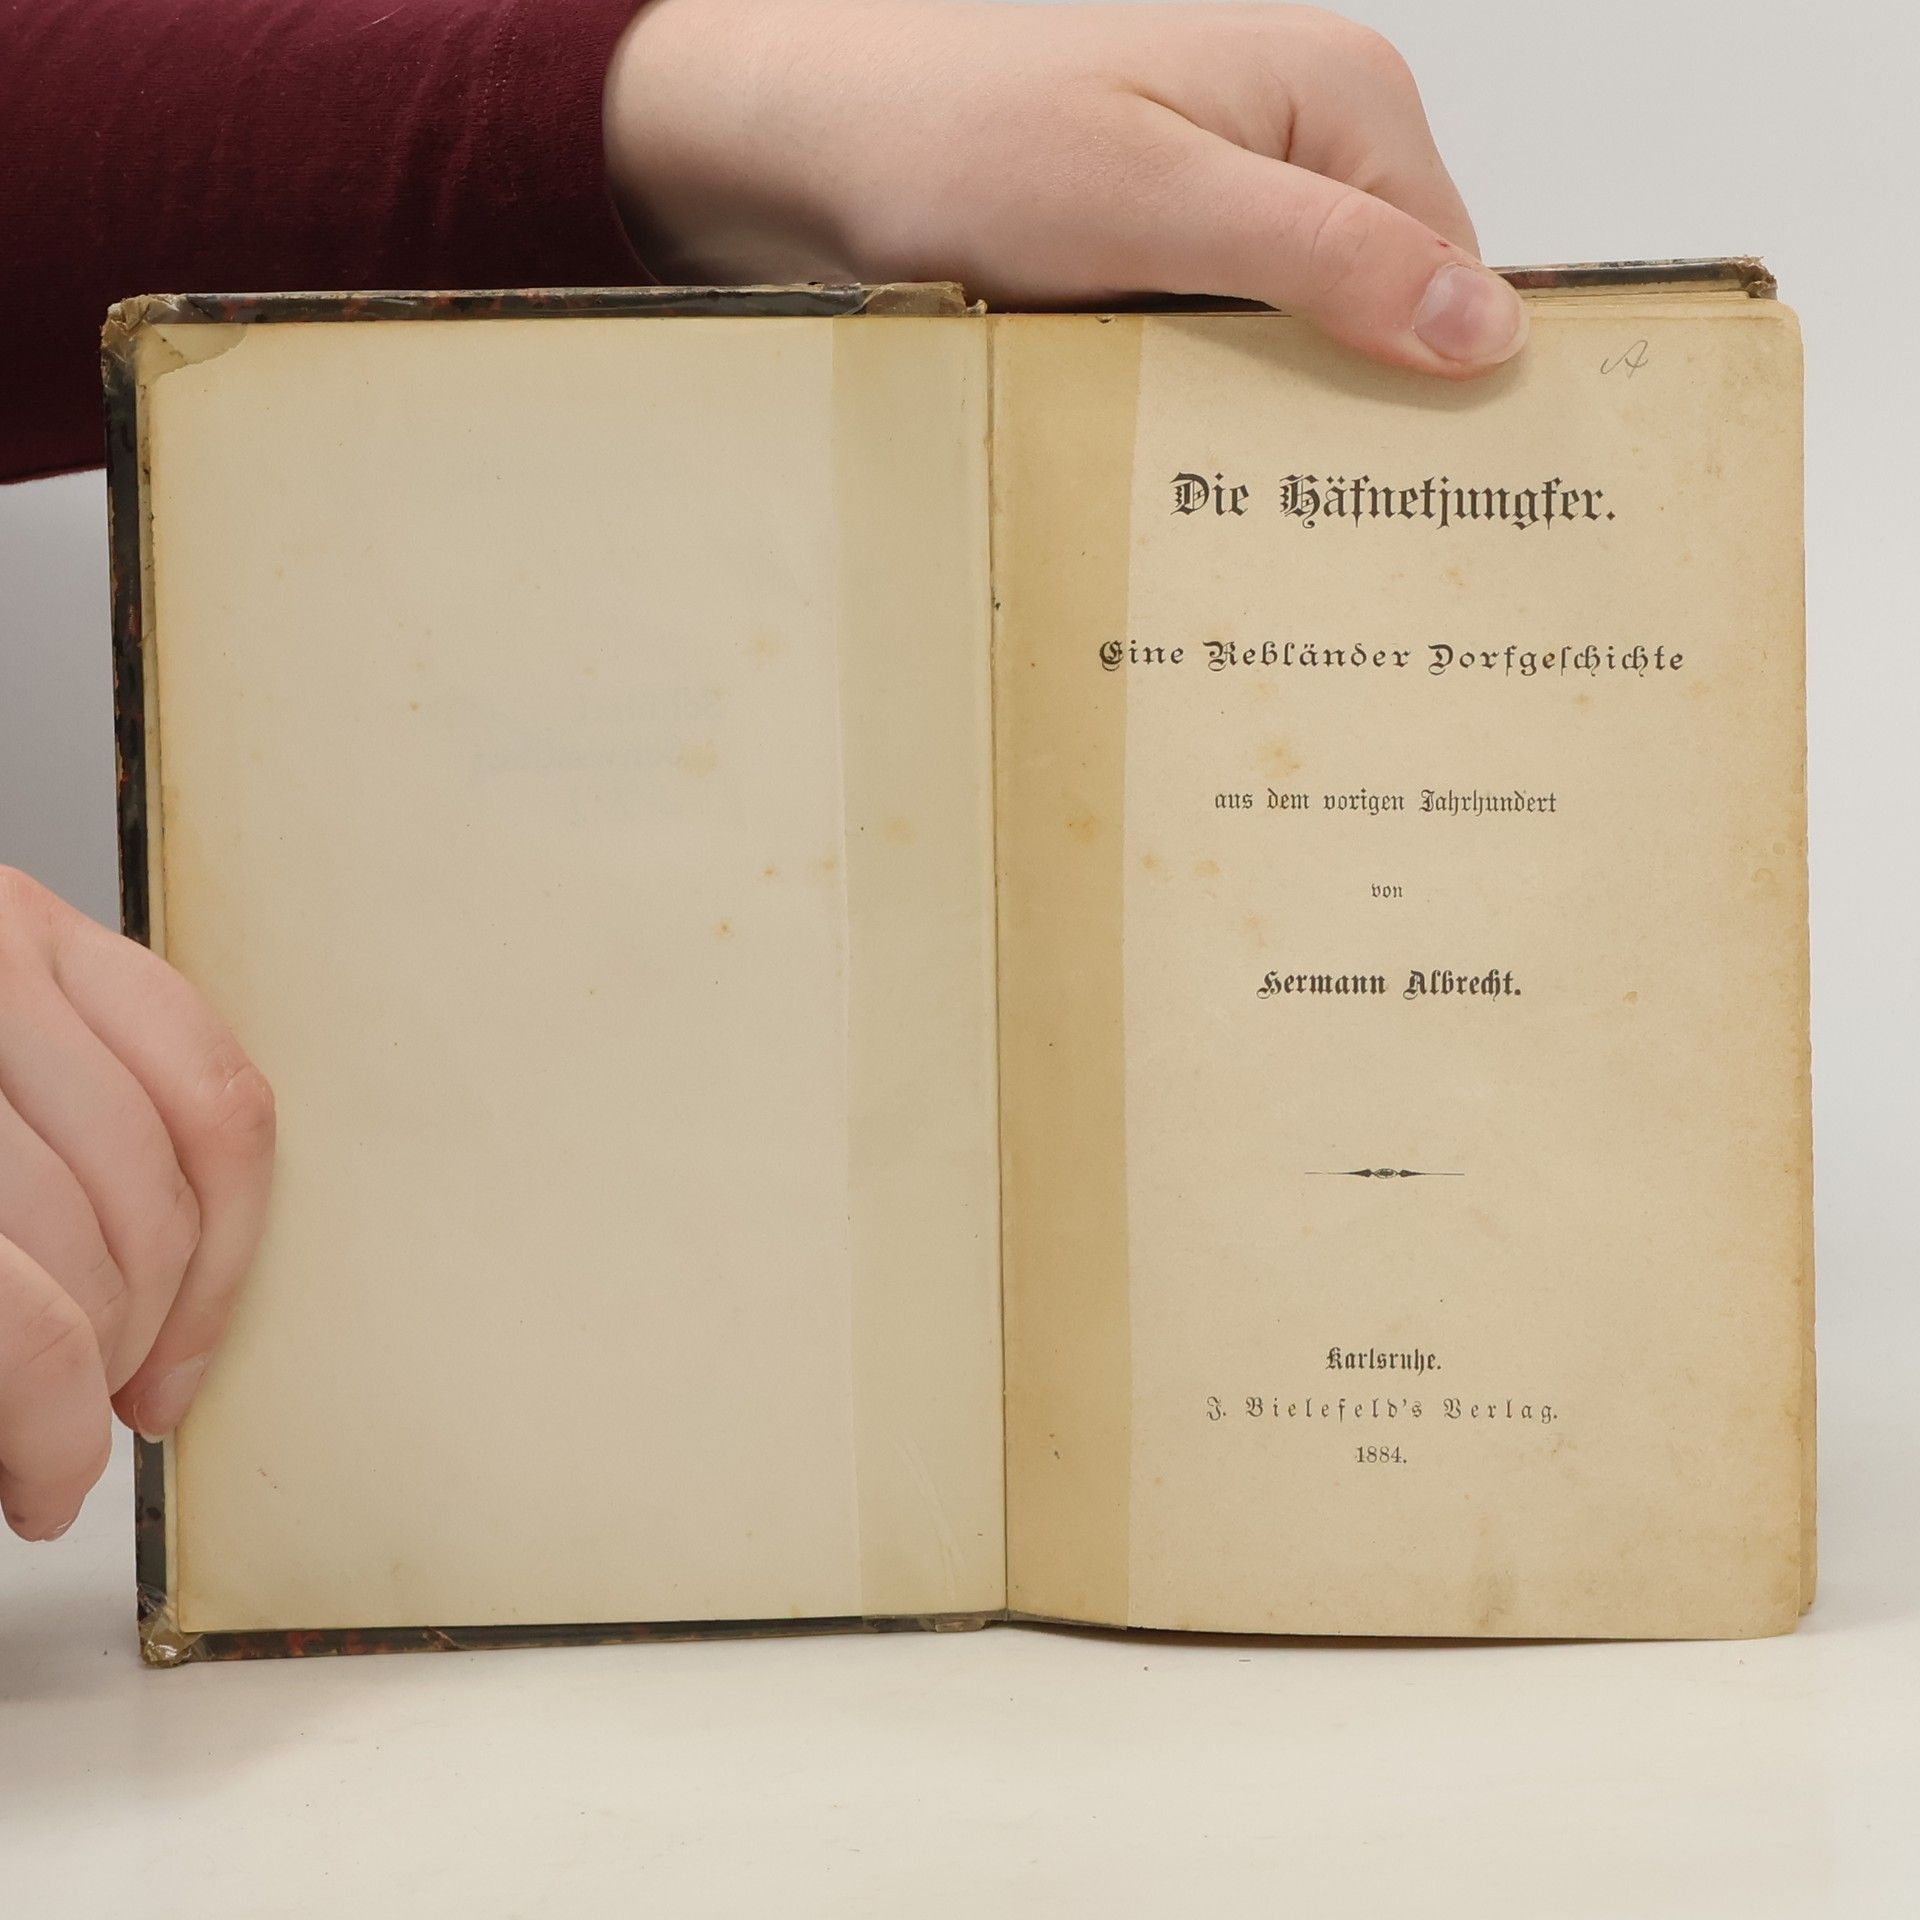 A
Die Häfnetjungfer.
Eine Rebländer Dorfgeschichte
aus dem vorigen Jahrhundert
von
Hermann Albrecht.
Karlsruhe.
J. Bielefeld's Verlag.
1884.